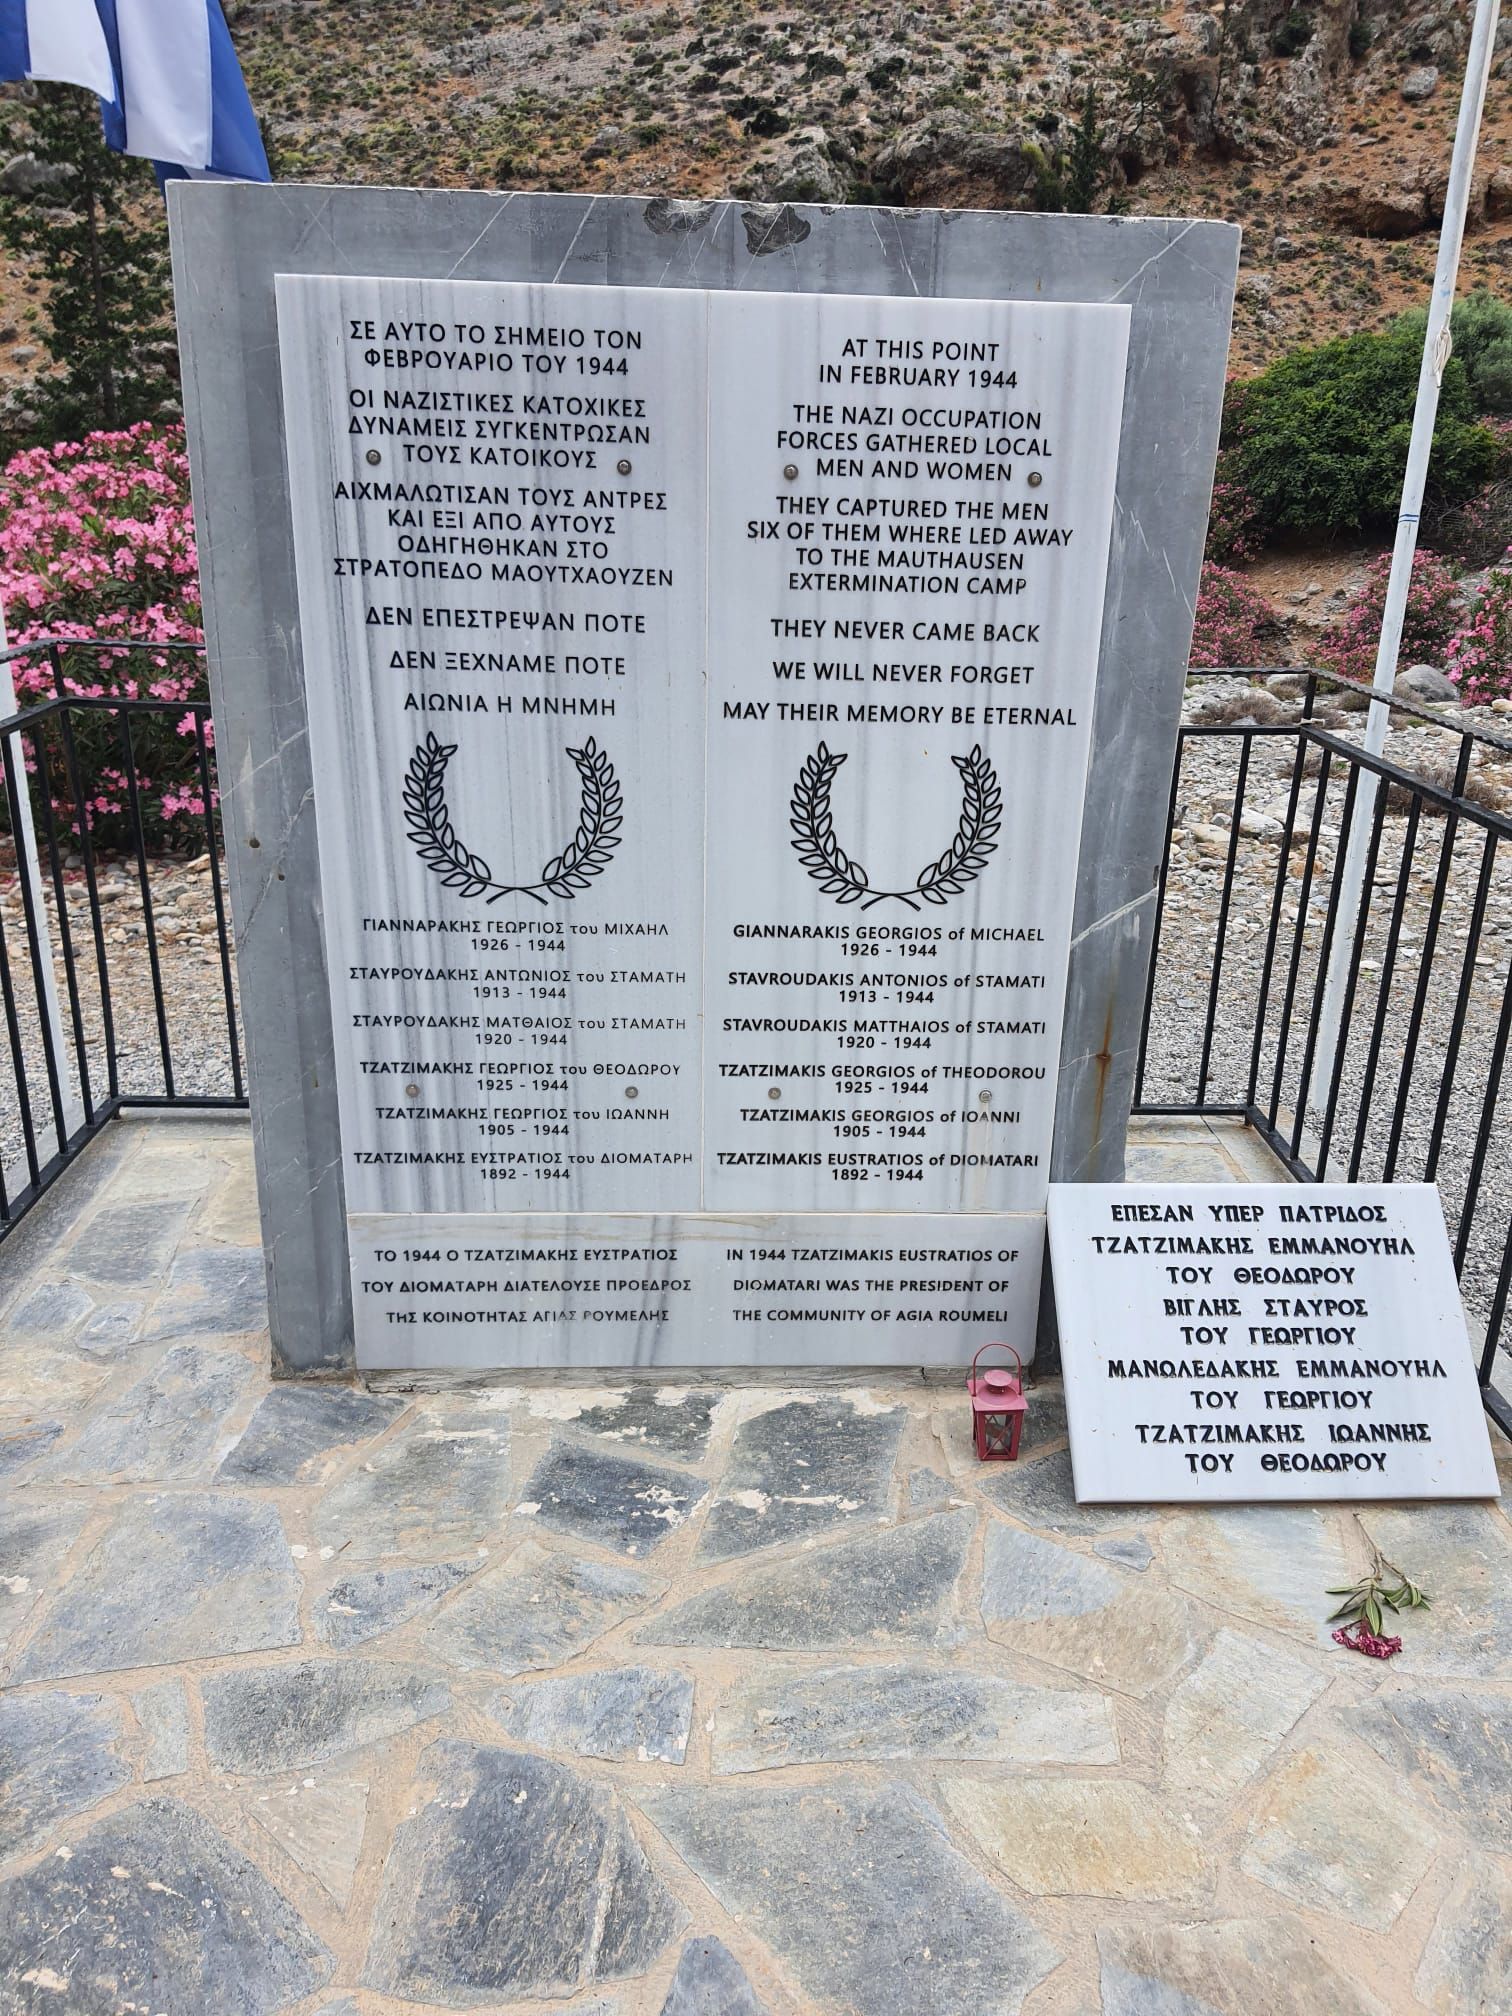 ΣΕ ΑΥΤΟ ΤΟ ΣΗΜΕΙΟ ΤΟΝ
ΦΕΒΡΟΥΑΡΙΟ ΤΟΥ 1944
ΟΙ ΝΑΖΙΣΤΙΚΕΣ ΚΑΤΟΧΙΚΕΣ
ΔΥΝΑΜΕΙΣ ΣΥΓΚΕΝΤΡΩΣΑΝ
ΤΟΥΣ ΚΑΤΟΙΚΟΥΣ
ΑΙΧΜΑΛΩΤΙΣΑΝ ΤΟΥΣ ΑΝΤΡΕΣ
ΚΑΙ ΕΞΙ ΑΠΟ ΑΥΤΟΥΣ
ΟΔΗΓΗΘΗΚΑΝ ΣΤΟ
ΣΤΡΑΤΟΠΕΔΟ ΜΑΟΥΤΧΑΟΥΖΕΝ
ΔΕΝ ΕΠΕΣΤΡΕΨΑΝ ΠΟΤΕ
ΔΕΝ ΞΕΧΝΑΜΕ ΠΟΤΕ
ΑΙΩΝΙΑ Η ΜΝΗΜΗ
ΓΙΑΝΝΑΡΑΚΗΣ ΓΕΩΡΓΙΟΣ του ΜΙΧΑΗΛ
1926 - 1944
ΣΤΑΥΡΟΥΔΑΚΗΣ ΑΝΤΩΝΙΟΣ του ΣΤΑΜΑΤΗ
1913 - 1944
ΣΤΑΥΡΟΥΔΑΚΗΣ ΜΑΤΘΑΙΟΣ του ΣΤΑΜΑΤΗ
1920 - 1944
ΤΖΑΤΖΙΜΑΚΗΣ ΓΕΩΡΓΙΟΣ του ΘΕΟΔΩΡΟΥ
1925 - 1944
ΤΖΑΤΖΙΜΑΚΗΣ ΓΕΩΡΓΙΟΣ του ΙΩΑΝΝΗ
1905 - 1944
ΤΖΑΤΖΙΜΑΚΗΣ ΕΥΣΤΡΑΤΙΟΣ του ΔΙΟΜΑΤΑΡΗ
1892 - 1944
ΤΟ 1944 Ο ΤΖΑΤΖΙΜΑΚΗΣ ΕΥΣΤΡΑΤΙΟΣ
ΤΟΥ ΔΙΟΜΑΤΑΡΗ ΔΙΑΤΕΛΟΥΣΕ ΠΡΟΕΔΡΟΣ
ΤΗΣ ΚΟΙΝΟΤΗΤΑΣ ΑΓΙΑΣ ΡΟΥΜΕΛΗΣ
AT THIS POINT
IN FEBRUARY 1944
THE NAZI OCCUPATION
FORCES GATHERED LOCAL
MEN AND WOMEN
THEY CAPTURED THE MEN
SIX OF THEM WHERE LED AWAY
TO THE MAUTHAUSEN
EXTERMINATION CAMP
THEY NEVER CAME BACK
WE WILL NEVER FORGET
MAY THEIR MEMORY BE ETERNAL
GIANNARAKIS GEORGIOS of MICHAEL
1926 - 1944
STAVROUDAKIS ANTONIOS of STAMATI
1913 - 1944
STAVROUDAKIS MATTHAIOS of STAMATI
1920 - 1944
TZATZIMAKIS GEORGIOS of THEODOROU
1925 - 1944
TZATZIMAKIS GEORGIOS of IOANNI
1905 - 1944
TZATZIMAKIS EUSTRATIOS of DIOMATARI
1892 - 1944
IN 1944 TZATZIMAKIS EUSTRATIOS OF
DIOMATARI WAS THE PRESIDENT OF
THE COMMUNITY OF AGIA ROUMELI
ΕΠΕΣΑΝ ΥΠΕΡ ΠΑΤΡΙΔΟΣ
ΤΖΑΤΖΙΜΑΚΗΣ ΕΜΜΑΝΟΥΗΛ
ΤΟΥ ΘΕΟΔΩΡΟΥ
ΒΙΓΛΗΣ ΣΤΑΥΡΟΣ
ΤΟΥ ΓΕΩΡΓΙΟΥ
ΜΑΝΩΛΕΔΑΚΗΣ ΕΜΜΑΝΟΥΗΛ
ΤΟΥ ΓΕΩΡΓΙΟΥ
ΤΖΑΤΖΙΜΑΚΗΣ ΙΩΑΝΝΗΣ
ΤΟΥ ΘΕΟΔΩΡΟΥ